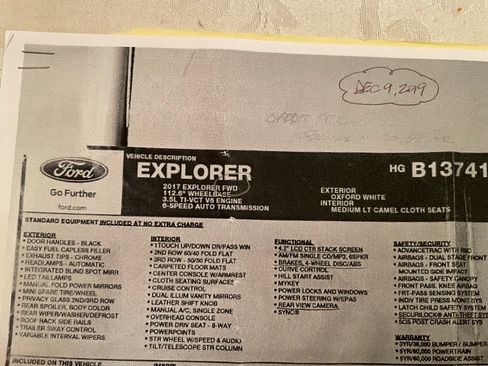 DEC 9, 2019
CREDIT
Ford
Go Further
ford.com
VEHICLE DESCRIPTION
EXPLORER
2017 EXPLORER FWD
112.6" WHEELBASE
3.5L TI-VCT V6 ENGINE
6-SPEED AUTO TRANSMISSION
HG B13741
EXTERIOR
OXFORD WHITE
INTERIOR
MEDIUM LT CAMEL CLOTH SEATS
STANDARD EQUIPMENT INCLUDED AT NO EXTRA CHARGE
EXTERIOR
• DOOR HANDLES - BLACK
• EASY FUEL CAPLESS FILLER
• EXHAUST TIPS - CHROME
• HEADLAMPS - AUTOMATIC
• INTEGRATED BLIND SPOT MIRR
• LED TAILLAMPS
• MANUAL FOLD POWER MIRRORS
• MINI SPARE TIRE/WHEEL
• PRIVACY GLASS 2ND/3RD ROW
• REAR SPOILER, BODY COLOR
• REAR WIPER/WASHER/DEFROST
• ROOF RACK SIDE RAILS
• TRAILER SWAY CONTROL
• VARIABLE INTERVAL WIPERS
INTERIOR
• 1TOUCH UP/DOWN DR/PASS WIN
• 2ND ROW 60/40 FOLD FLAT
• 3RD ROW - 50/50 FOLD FLAT
• CARPETED FLOOR MATS
• CENTER CONSOLE W/ARMREST
• CLOTH SEATING SURFACES
• CRUISE CONTROL
• DUAL ILLUM VANITY MIRRORS
• LEATHER SHIFT KNOB
• MANUAL A/C, SINGLE ZONE
• OVERHEAD CONSOLE
• POWER DRIV SEAT - 8-WAY
• POWERPOINTS
• STR WHEEL W/SPEED & AUDIO
• TILT/TELESCOPE STR COLUMN
FUNCTIONAL
• 4.2" LCD CTR STACK SCREEN
• AM/FM SINGLE CD/MP3, 6SPKR
• BRAKES, 4 WHEEL DISC/ABS
• CURVE CONTROL
• HILL START ASSIST
• MYKEY
• POWER LOCKS AND WINDOWS
• POWER STEERING W/EPAS
• REAR VIEW CAMERA
• SYNC®
SAFETY/SECURITY
• ADVANCETRAC WITH RSC
• AIRBAGS - DUAL STAGE FRONT
• AIRBAGS - FRONT SEAT
MOUNTED SIDE IMPACT
• AIRBAGS - SAFETY CANOPY
• FRONT PASS. KNEE AIRBAG
• FRT-PASS SENSING SYSTEM
• INDIV TIRE PRESS MONIT SYS
• LATCH CHILD SAFETY SYSTEM
• SECURILOCK® ANTI-THEFT SY
• SOS POST CRASH ALERT SYS
WARRANTY
• 3YR/36,000 BUMPER / BUMPER
• 5YR/60,000 POWERTRAIN
• 5YR/60,000 ROADSIDE ASSIST
INCLUDED ON THIS VEHICLE